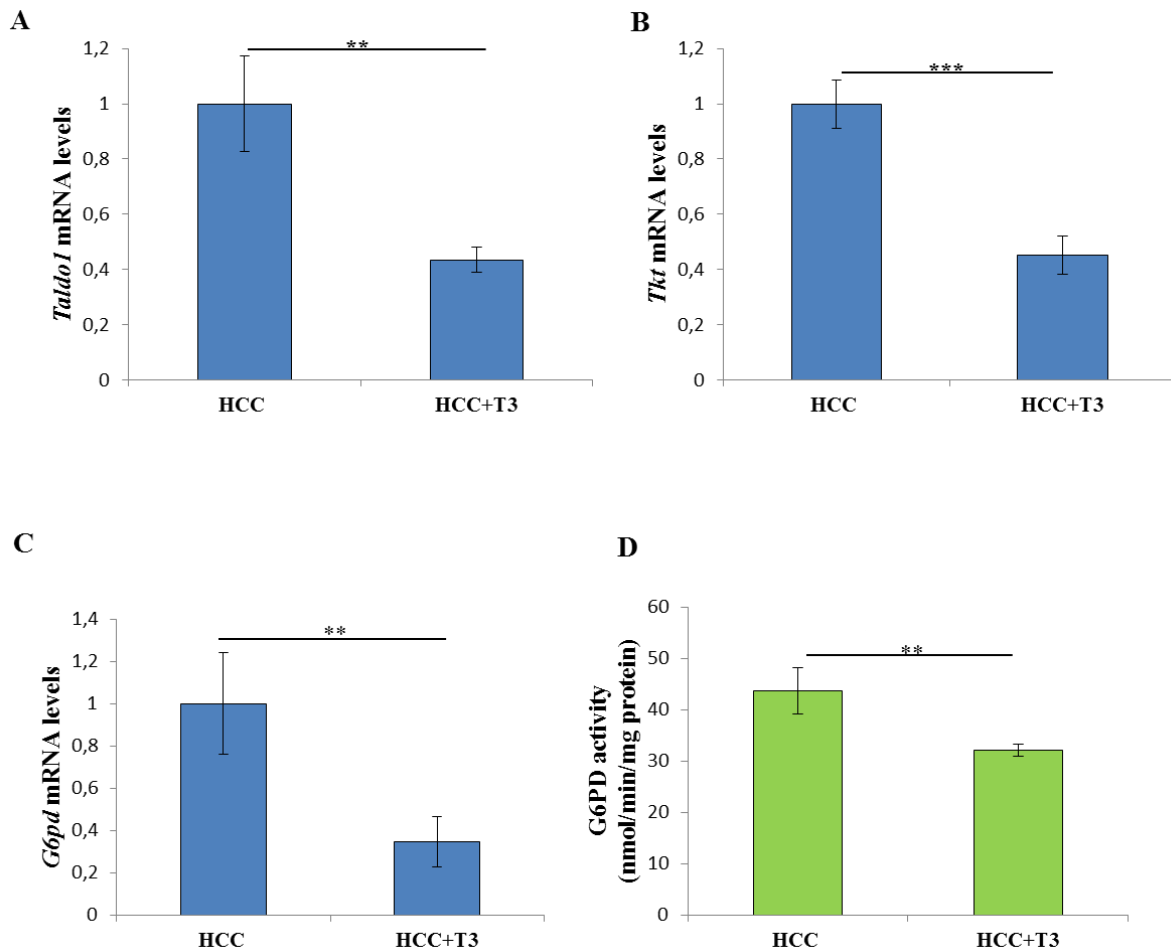 A
Taldo1 mRNA levels
1,2
1
0,8
0,6
0,4
0,2
0
**
HCC
HCC+T3
B
Tkt mRNA levels
1,2
1
0,8
0,6
0,4
0,2
0
***
HCC
HCC+T3
C
G6pd mRNA levels
1,4
1,2
1
0,8
0,6
0,4
0,2
0
**
HCC
HCC+T3
D
G6PD activity
(nmol/min/mg protein)
60
50
40
30
20
10
0
**
HCC
HCC+T3